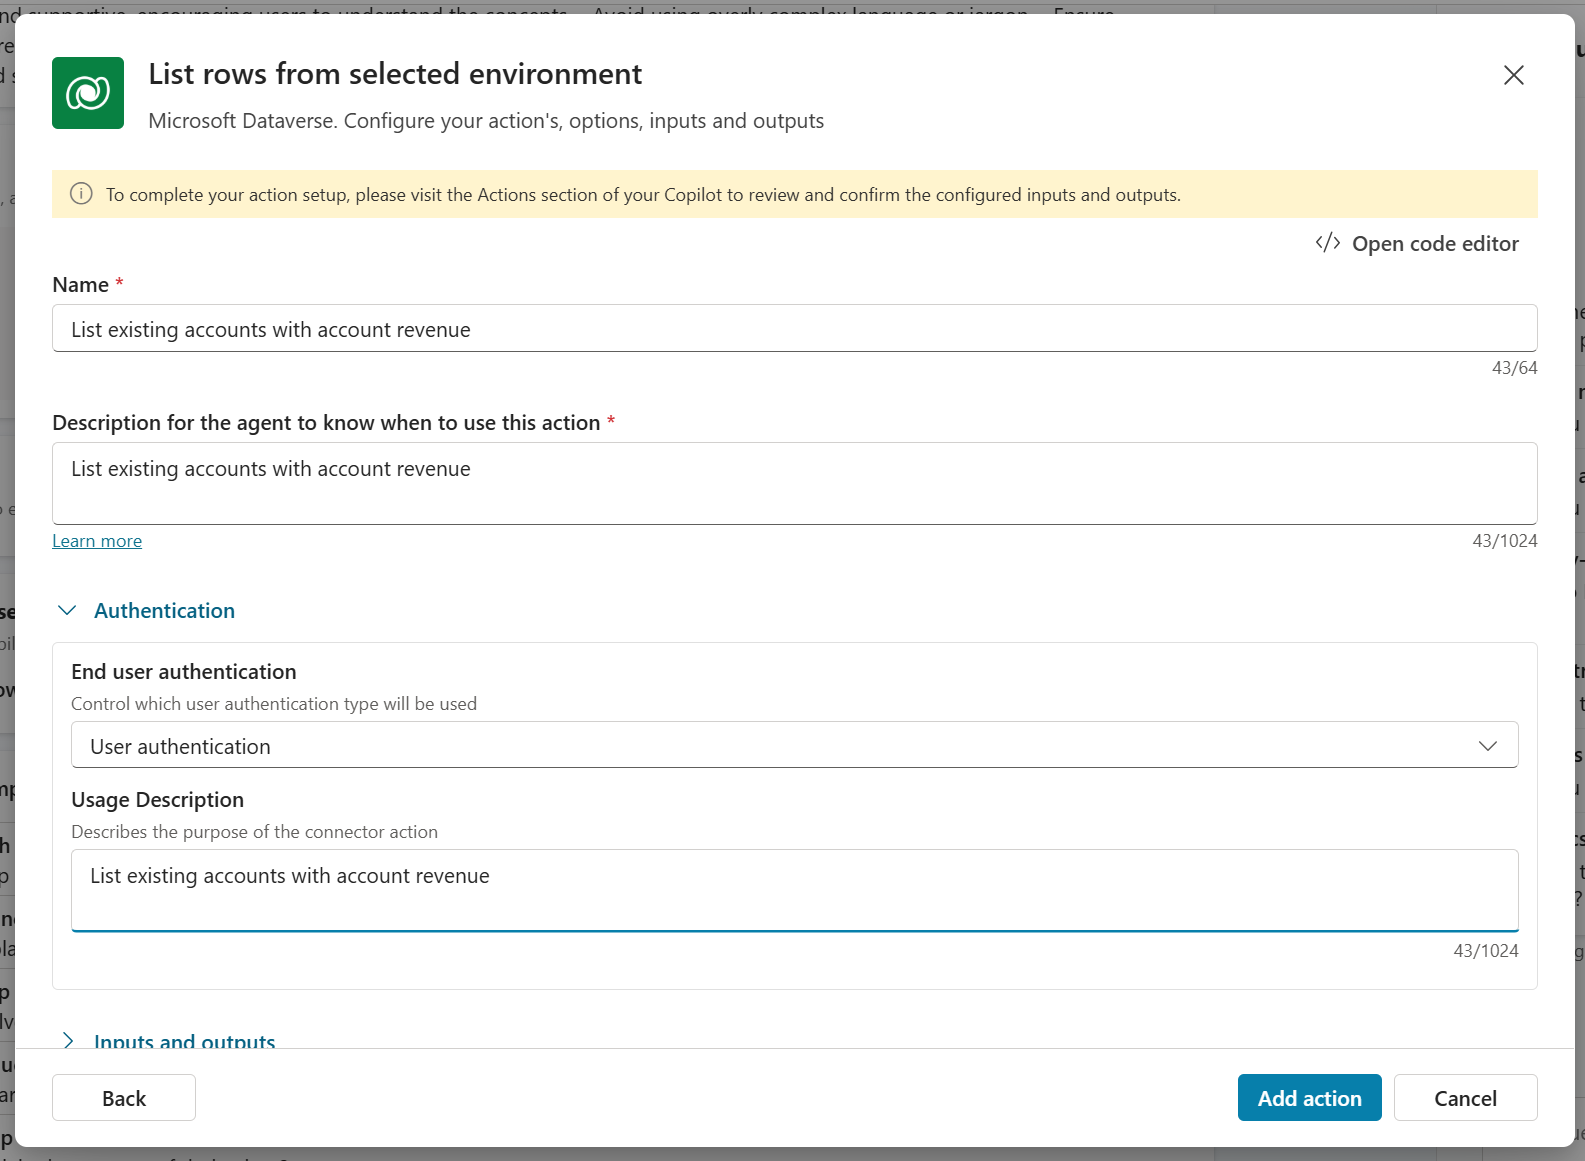 List rows from selected environment
Microsoft Dataverse. Configure your action's, options, inputs and outputs
To complete your action setup, please visit the Actions section of your Copilot to review and confirm the configured inputs and outputs.
Open code editor
Name *
List existing accounts with account revenue
43/64
Description for the agent to know when to use this action *
List existing accounts with account revenue
Learn more
43/1024
Authentication
End user authentication
Control which user authentication type will be used
User authentication
Usage Description
Describes the purpose of the connector action
List existing accounts with account revenue
43/1024
Inputs and outputs
Back
Add action
Cancel